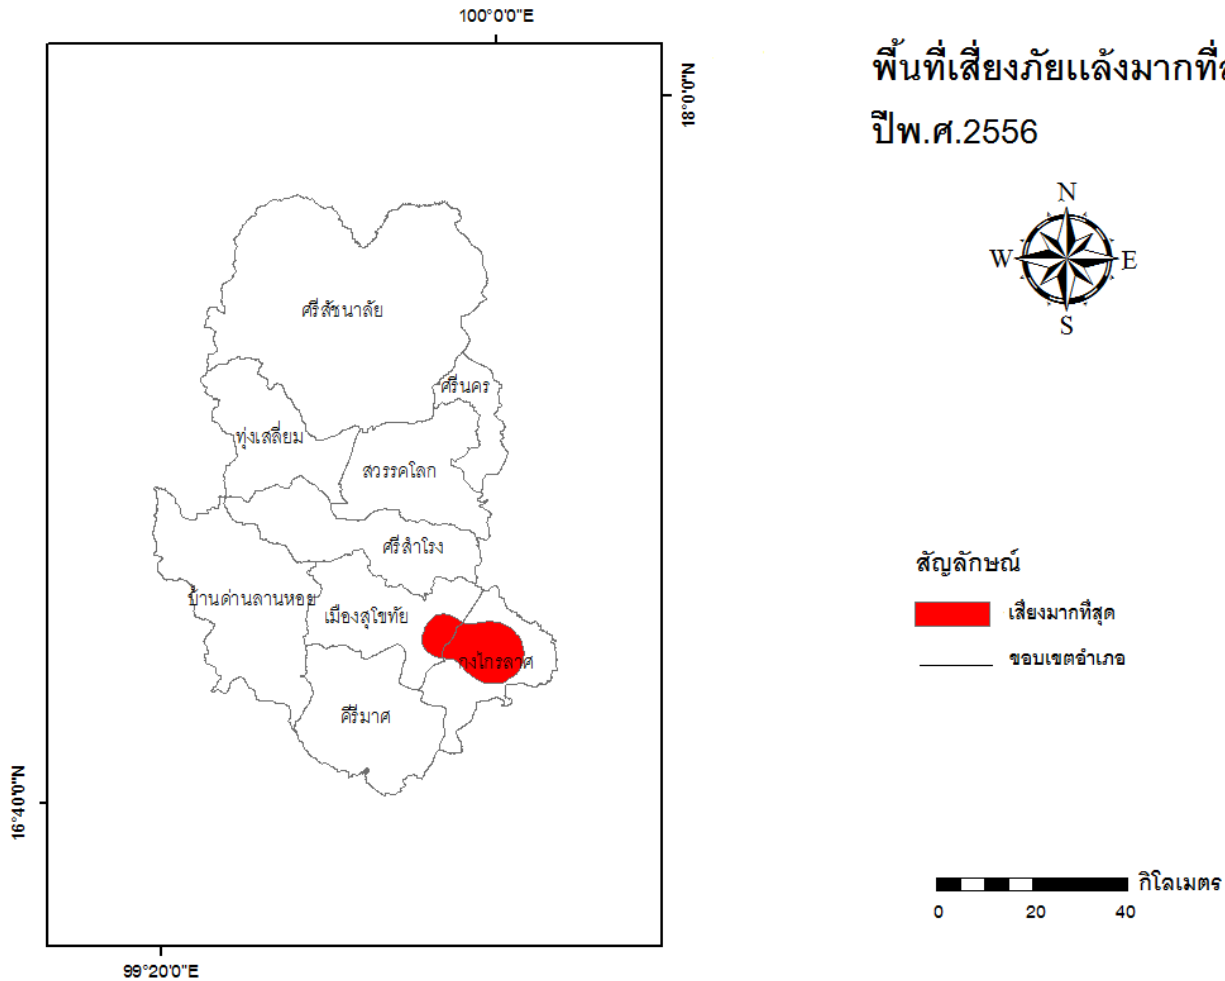 100°0'0"E
18°0'0"N
พื้นที่เสี่ยงภัยแล้งมากที่
ปีพ.ศ.2556
N
W
E
S
ศรีสัชนาลัย
ศรีนคร
ทุ่งเสลี่ยม
สวรรคโลก
ศรีสำโรง
บ้านด่านลานหอย
เมืองสุโขทัย
กงไกรลาศ
คีรีมาศ
สัญลักษณ์
เสี่ยงมากที่สุด
ขอบเขตอำเภอ
16°40'0"N
กิโลเมตร
0 20 40
99°20'0"E